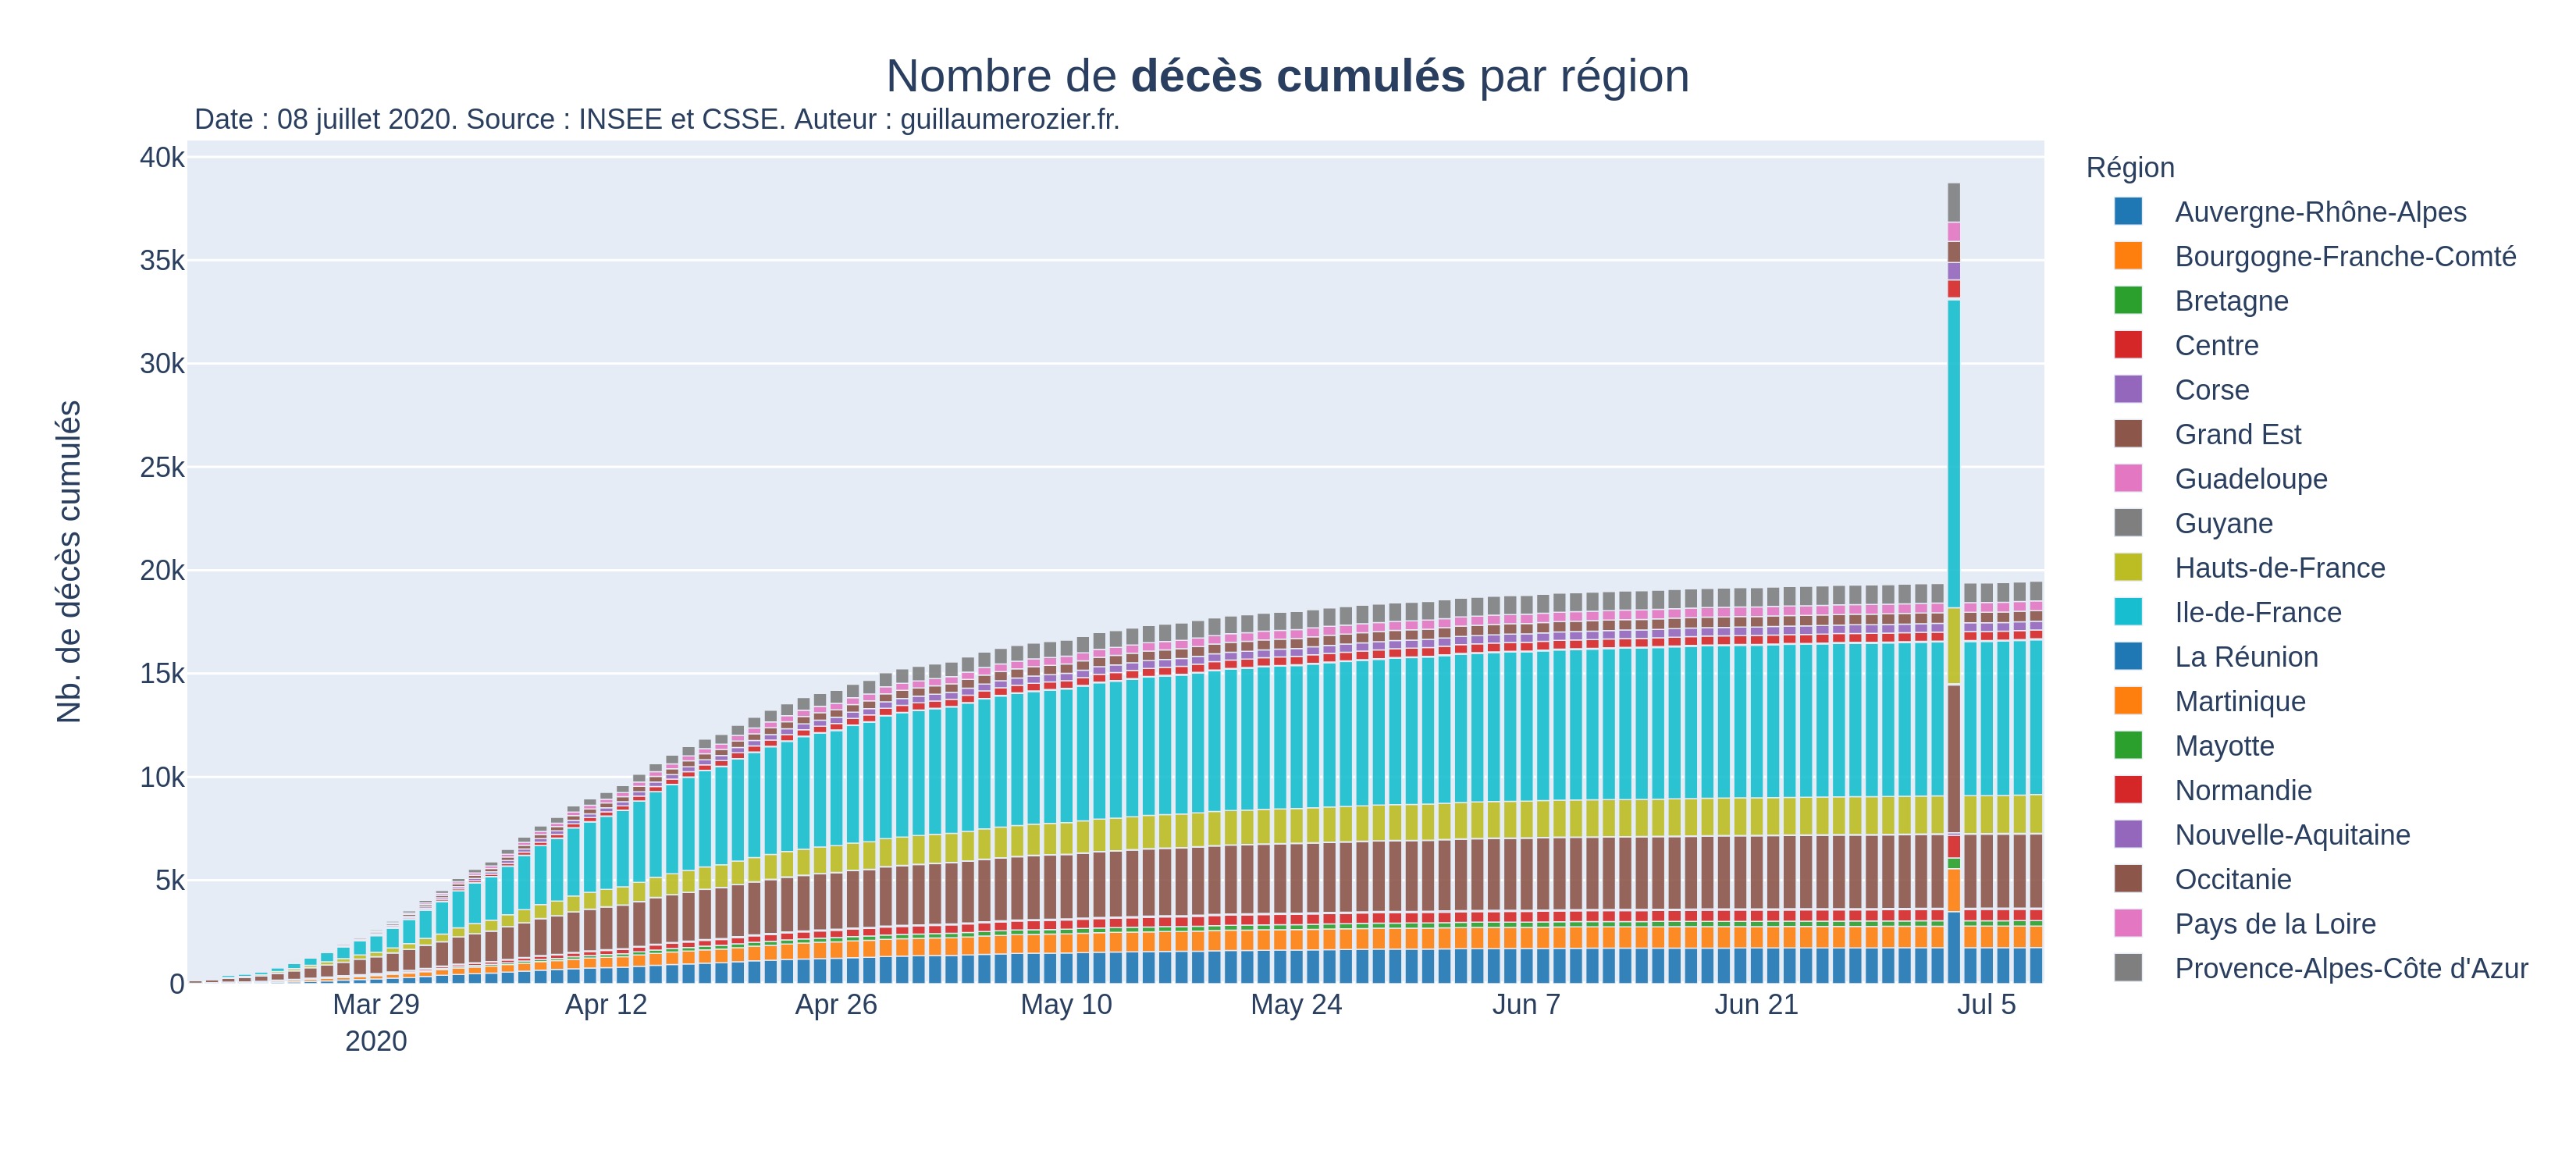 Nombre de décès cumulés par région
Date : 08 juillet 2020. Source : INSEE et CSSE. Auteur : guillaumerozier.fr.
Nb. de décès cumulés
40k
35k
30k
25k
20k
15k
10k
5k
0
Mar 29
2020
Apr 12
Apr 26
May 10
May 24
Jun 7
Jun 21
Jul 5
Région
Auvergne-Rhône-Alpes
Bourgogne-Franche-Comté
Bretagne
Centre
Corse
Grand Est
Guadeloupe
Guyane
Hauts-de-France
Ile-de-France
La Réunion
Martinique
Mayotte
Normandie
Nouvelle-Aquitaine
Occitanie
Pays de la Loire
Provence-Alpes-Côte d'Azur